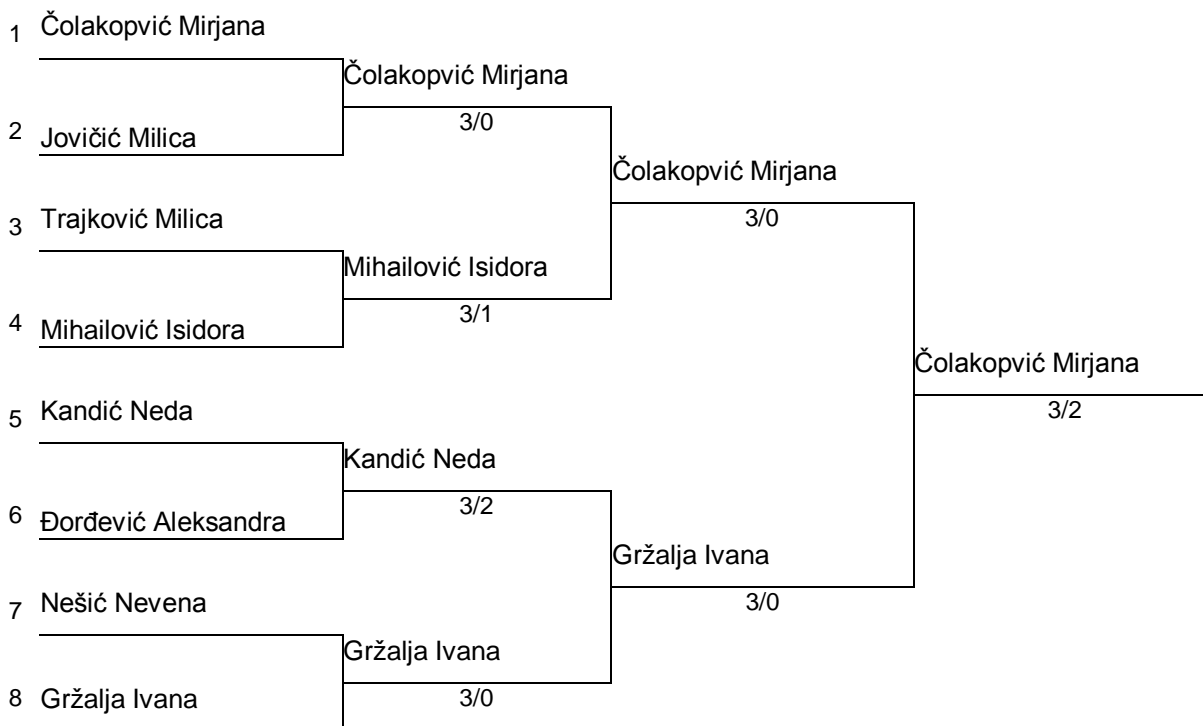 1 Čolakopvić Mirjana
Čolakopvić Mirjana
3/0
2 Jovičić Milica
Čolakopvić Mirjana
3/0
3 Trajković Milica
Mihailović Isidora
3/1
4 Mihailović Isidora
Čolakopvić Mirjana
3/2
5 Kandić Neda
Kandić Neda
3/2
6 Đorđević Aleksandra
Gržalja Ivana
3/0
7 Nešić Nevena
Gržalja Ivana
3/0
8 Gržalja Ivana